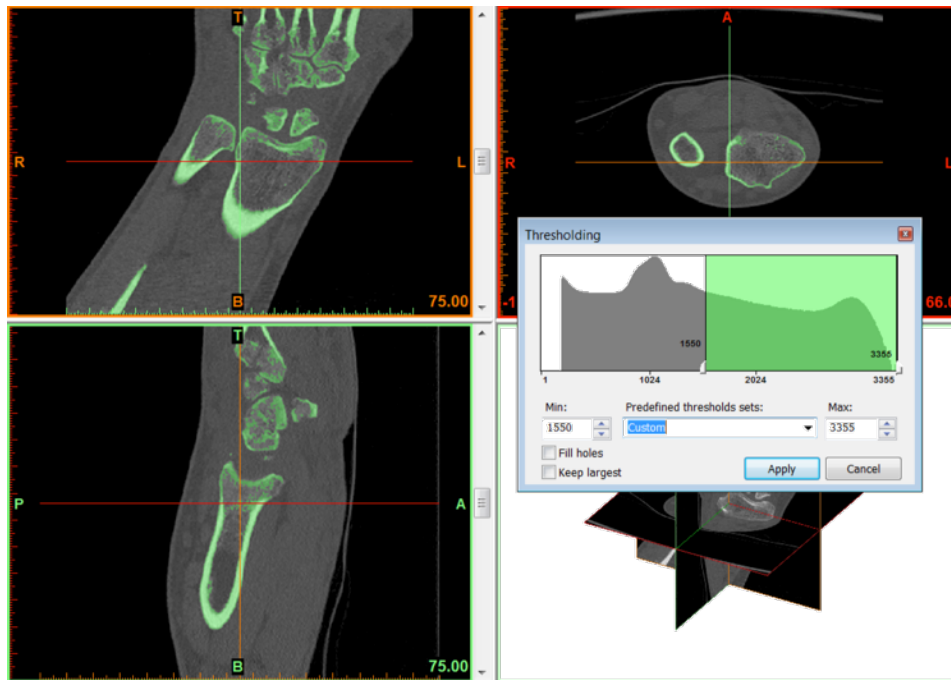 T
R
L
B
75.00
A
R
L
66.0
-1
Thresholding
1550
3355
1
1024
2024
3355
Min:
Predefined thresholds sets:
Max:
1550
Custom
3355
Fill holes
Keep largest
Apply
Cancel
T
P
A
B
75.00